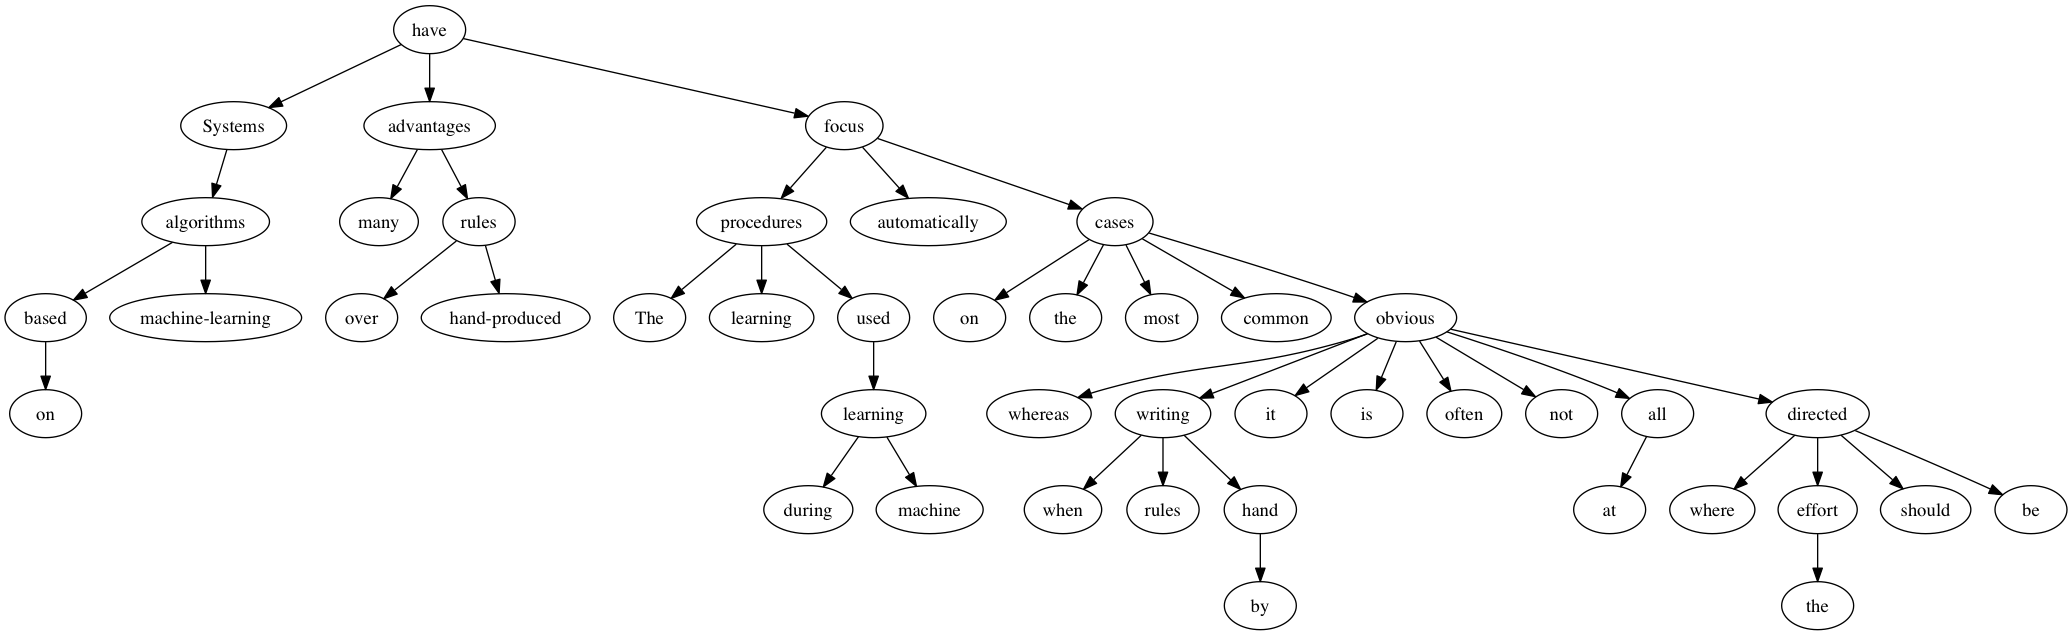 have
Systems advantages focus
algorithms many rules procedures automatically cases
based machine-learning over hand-produced The learning used on the most common obvious
on learning whereas writing it is often not all directed
during machine when rules hand at where effort should be
by the